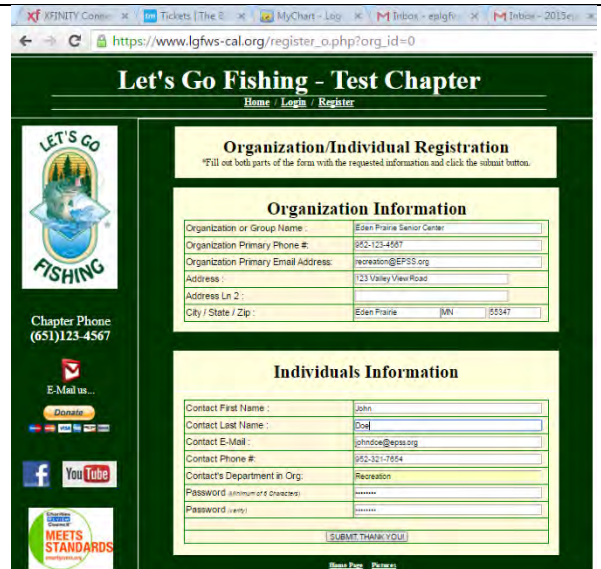 XFINITY Conne
Tickets | The E
MyChart - Log
Inbox - eplgfv
Inbox - 2015e
https://www.lgfws-cal.org/register_o.php?org_id=0
Let's Go Fishing - Test Chapter
Home / Login / Register
LET'S GO
FISHING
Chapter Phone
(651)123-4567
E-Mail us...
Donate
VISA
f
You Tube
Charities
Review
Council
MEETS
STANDARDS
Organization/Individual Registration
*Fill out both parts of the form with the requested information and click the submit button.
Organization Information
Organization or Group Name : Eden Prairie Senior Center
Organization Primary Phone #: 952-123-4567
Organization Primary Email Address: recreation@EPSS.org
Address : 123 Valley View Road
Address Ln 2 :
City / State / Zip : Eden Prairie MN 55347
Individuals Information
Contact First Name : John
Contact Last Name : Doe
Contact E-Mail : johndoe@epss.org
Contact Phone #: 952-321-7654
Contact's Department in Org: Recreation
Password (Minimum of 5 Characters) ••••••••
Password (verify) ••••••••
SUBMIT, THANK YOU!
Home Page Pictures